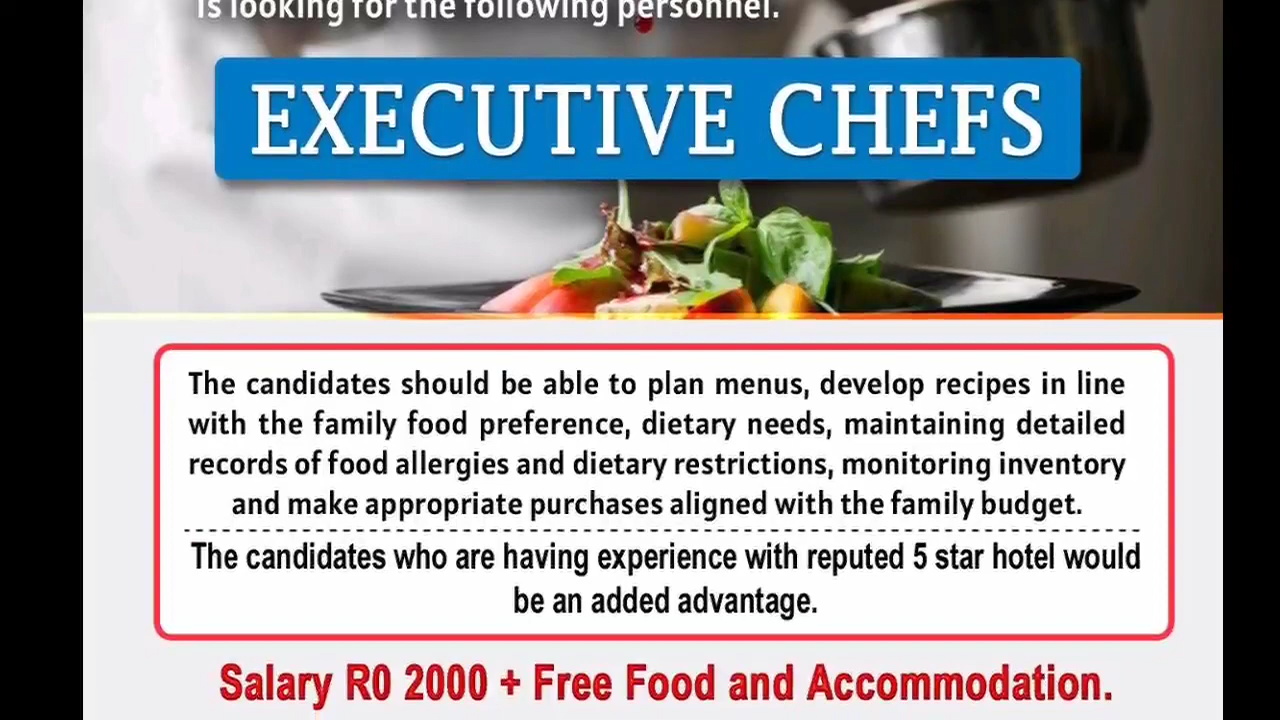 is looking for the following personnel.
EXECUTIVE CHEFS
The candidates should be able to plan menus, develop recipes in line
with the family food preference, dietary needs, maintaining detailed
records of food allergies and dietary restrictions, monitoring inventory
and make appropriate purchases aligned with the family budget.
The candidates who are having experience with reputed 5 star hotel would
be an added advantage.
Salary R0 2000 + Free Food and Accommodation.